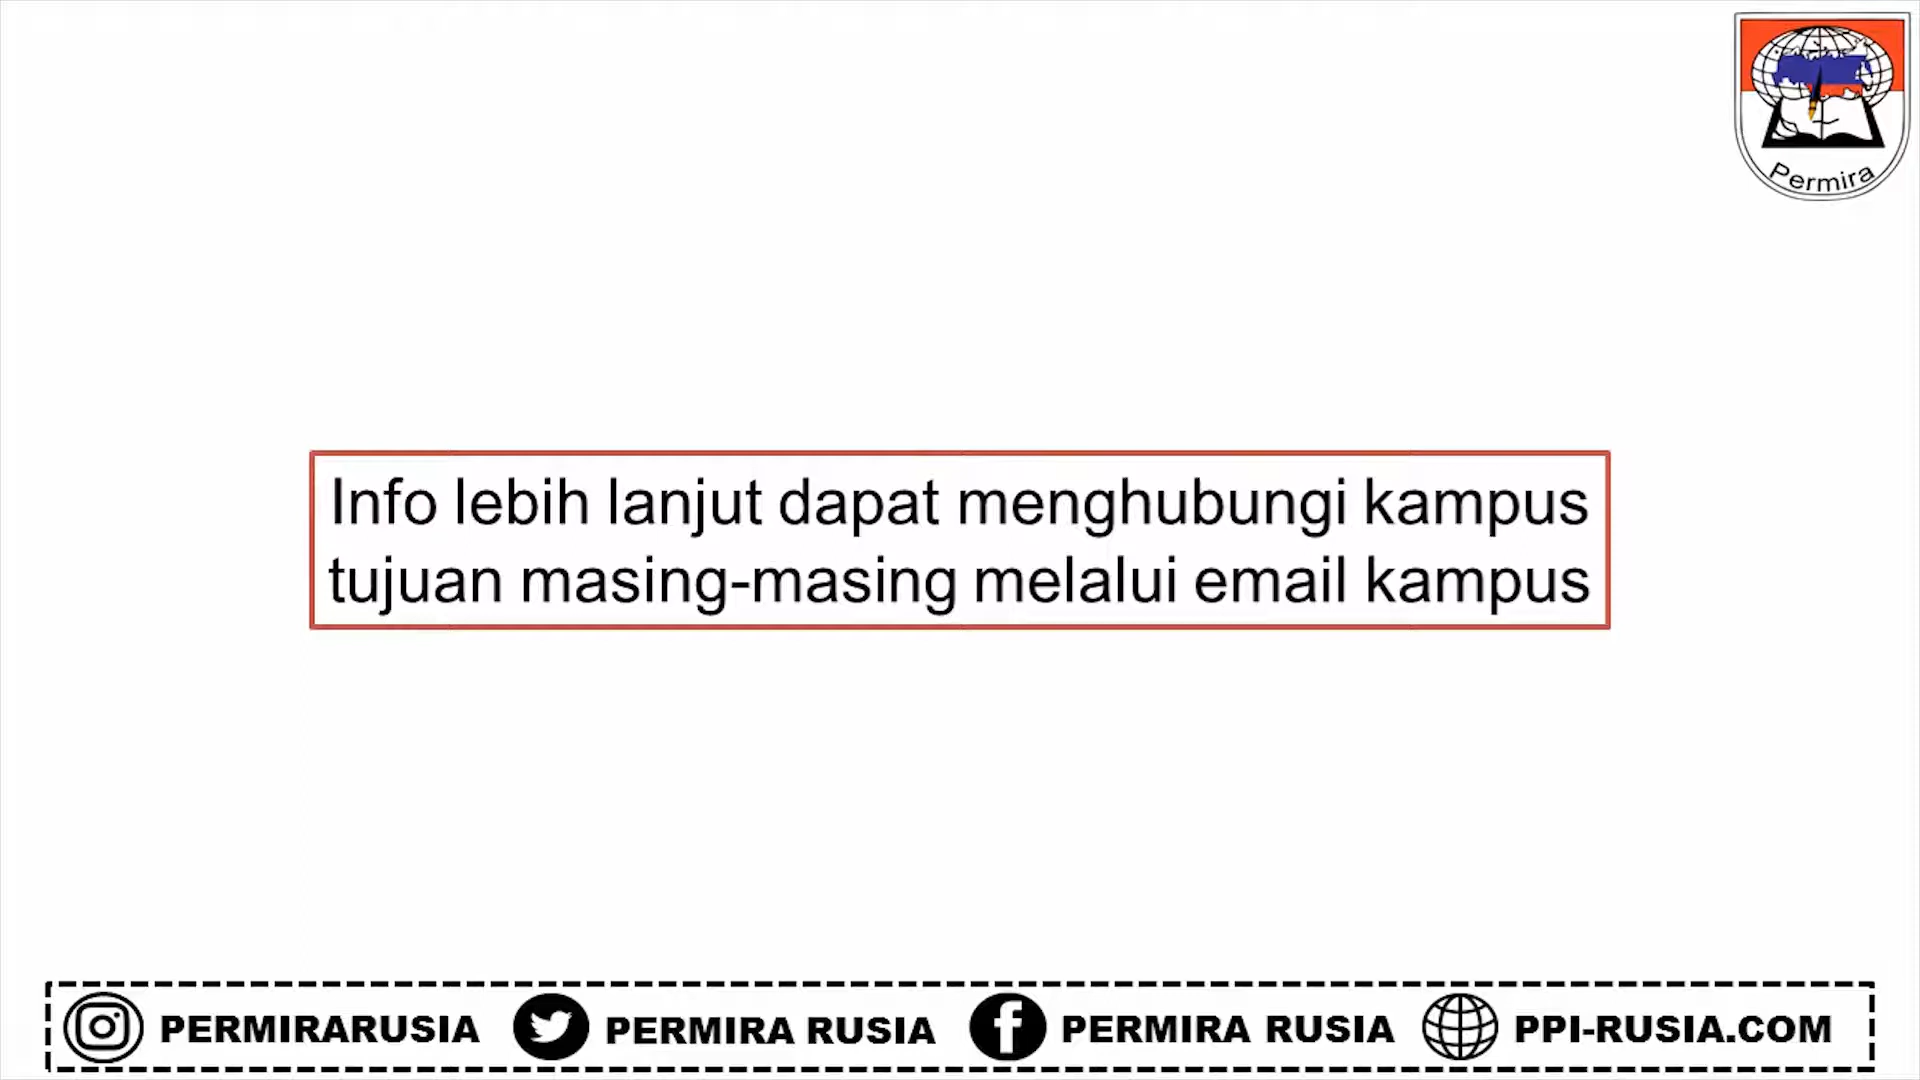 Permira
Info lebih lanjut dapat menghubungi kampus
tujuan masing-masing melalui email kampus
PERMIRARUSIA PERMIRA RUSIA PERMIRA RUSIA PPI-RUSIA.COM